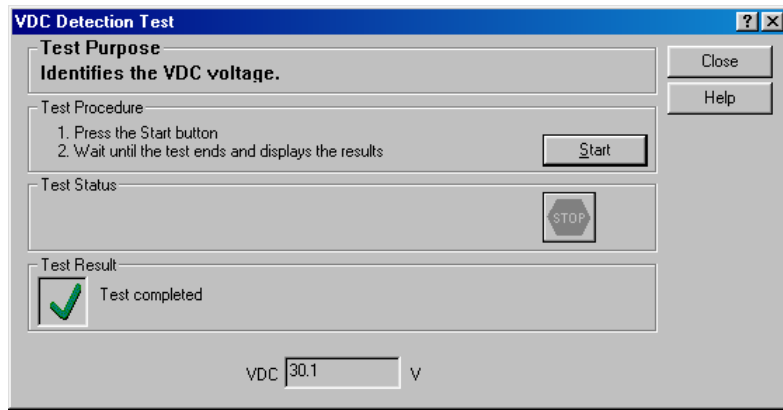 VDC Detection Test
? X
Test Purpose
Identifies the VDC voltage.
Close
Help
Test Procedure
1. Press the Start button
2. Wait until the test ends and displays the results
Start
Test Status
STOP
Test Result
Test completed
VDC 30.1 V